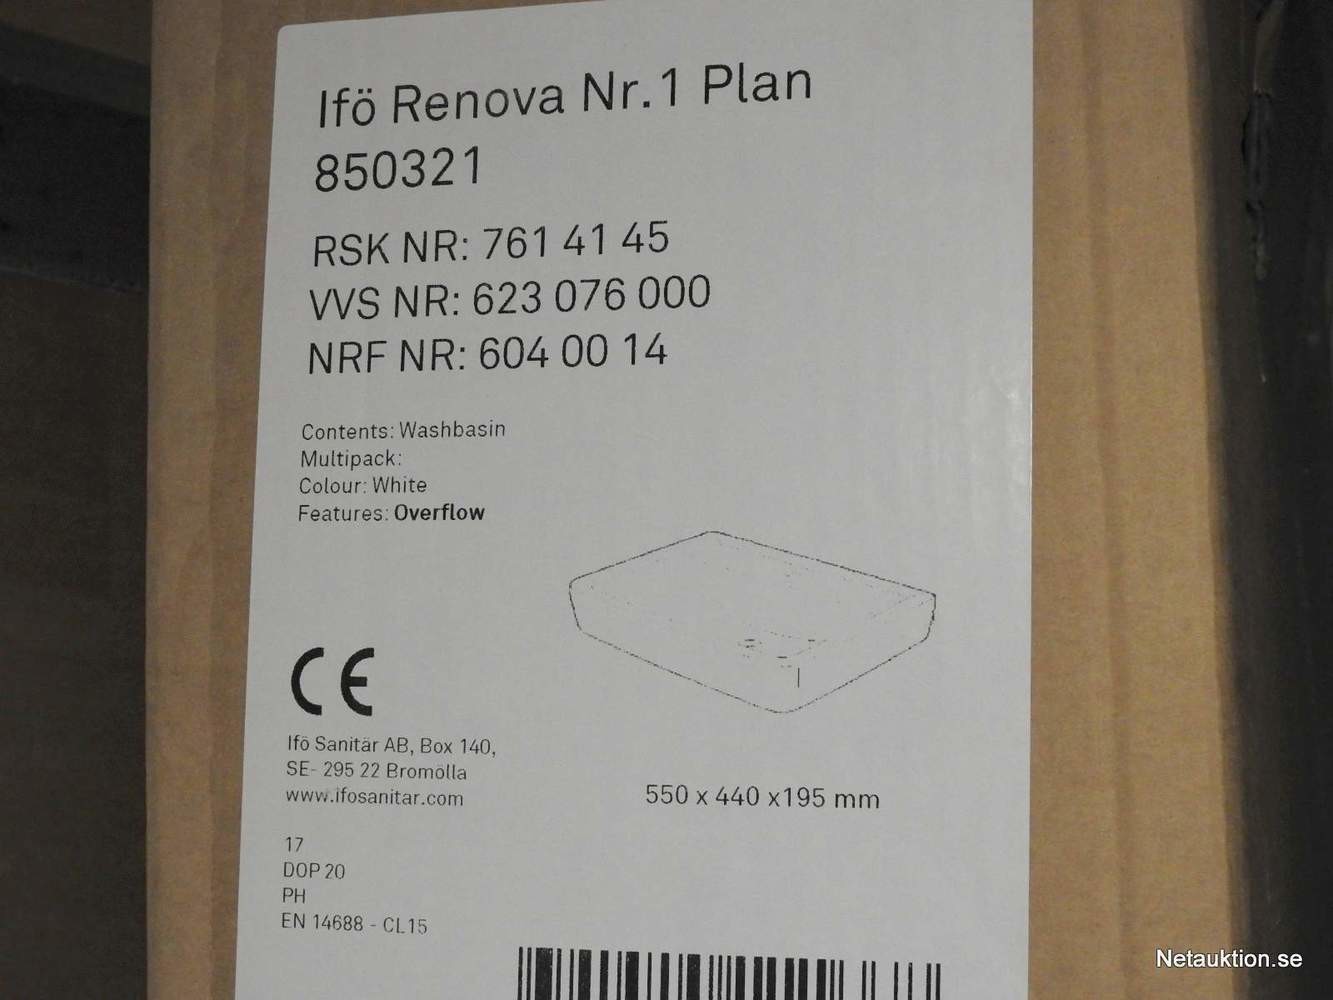 Ifö Renova Nr.1 Plan
850321
RSK NR: 761 41 45
VVS NR: 623 076 000
NRF NR: 604 00 14
Contents: Washbasin
Multipack:
Colour: White
Features: Overflow
CE
Ifö Sanitär AB, Box 140,
SE- 295 22 Bromölla
www.ifosanitar.com
550 x 440 x195 mm
17
DOP 20
PH
EN 14688 - CL15
Netauktion.se